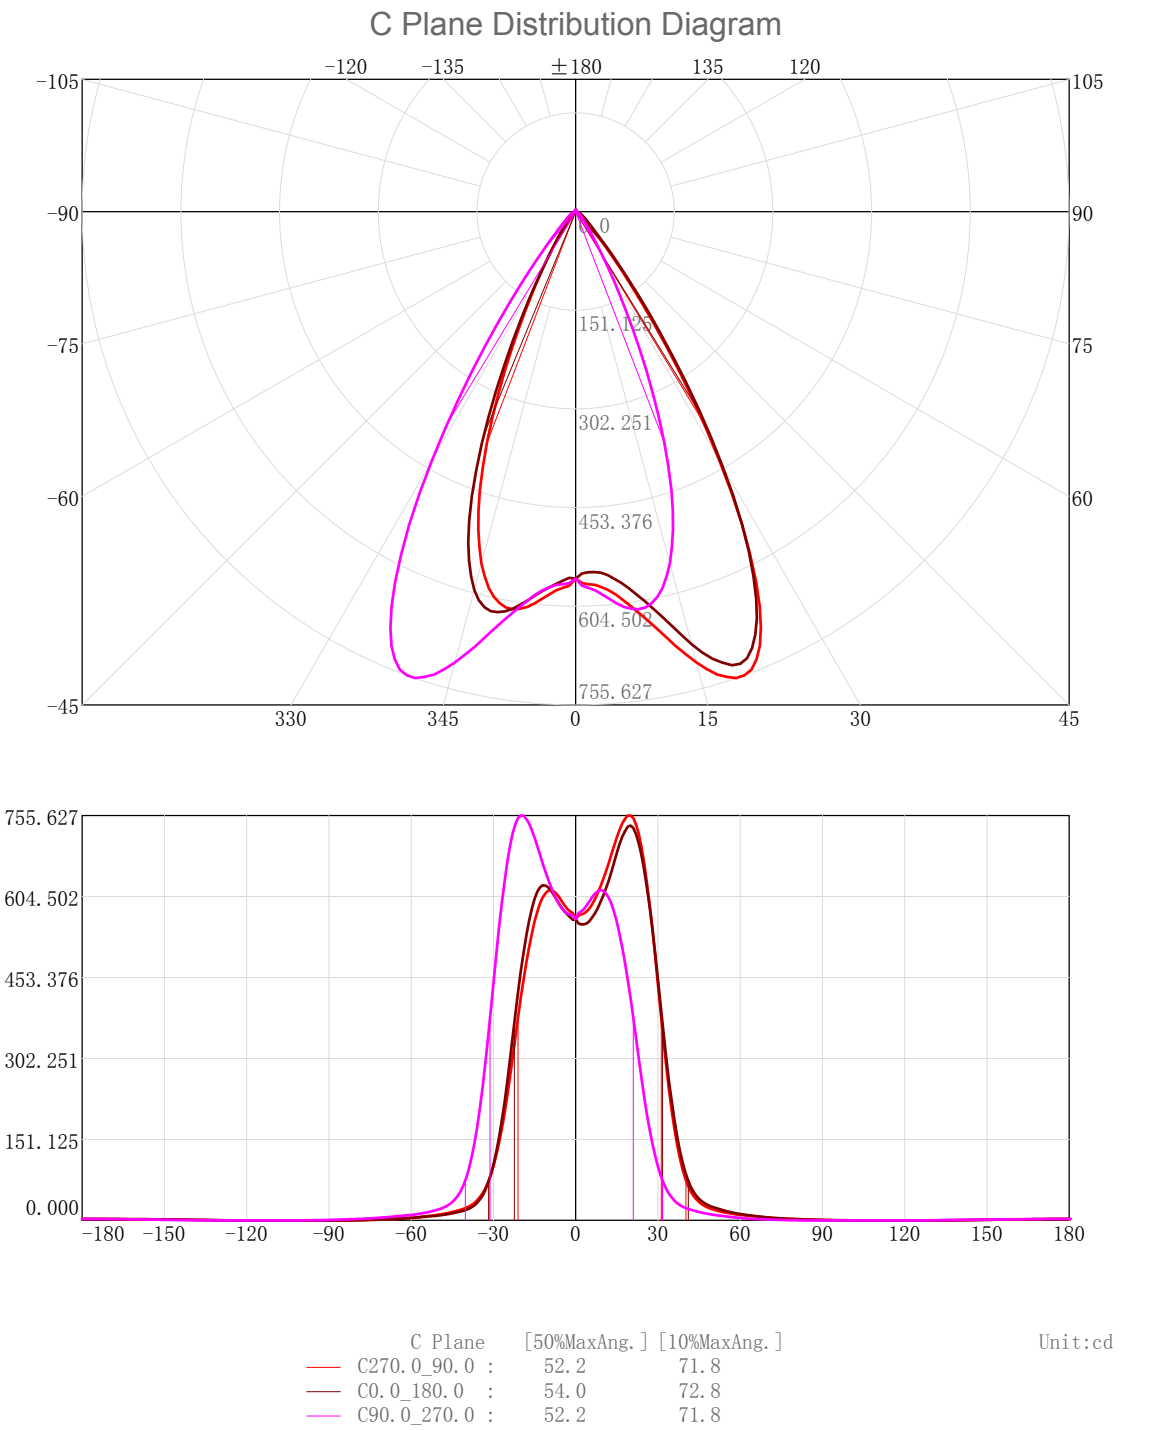 C Plane Distribution Diagram
-120 -135 ±180 135 120
-105 105
-90 90
0.0
151.125
-75 75
302.251
-60 60
453.376
604.502
755.627
-45 330 345 0 15 30 45
755.627
604.502
453.376
302.251
151.125
0.000
-180 -150 -120 -90 -60 -30 0 30 60 90 120 150 180
C Plane [50%MaxAng.] [10%MaxAng.] Unit:cd
C270.0_90.0 : 52.2 71.8
C0.0_180.0 : 54.0 72.8
C90.0_270.0 : 52.2 71.8